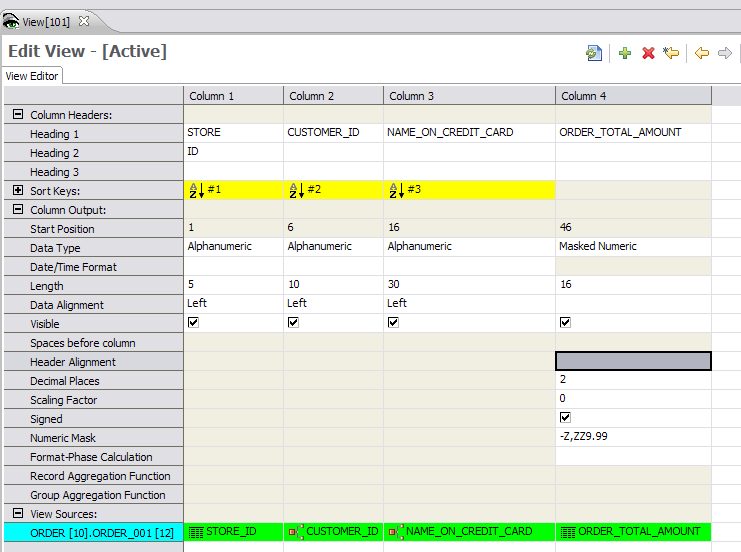 View[101]
Edit View - [Active]
View Editor
Column 1 Column 2 Column 3 Column 4
Column Headers:
Heading 1 STORE CUSTOMER_ID NAME_ON_CREDIT_CARD ORDER_TOTAL_AMOUNT
Heading 2 ID
Heading 3
Sort Keys: #1 #2 #3
Column Output:
Start Position 1 6 16 46
Data Type Alphanumeric Alphanumeric Alphanumeric Masked Numeric
Date/Time Format
Length 5 10 30 16
Data Alignment Left Left Left
Visible
Spaces before column
Header Alignment
Decimal Places 2
Scaling Factor 0
Signed
Numeric Mask -Z,ZZ9.99
Format-Phase Calculation
Record Aggregation Function
Group Aggregation Function
View Sources:
ORDER [10].ORDER_001 [12] STORE_ID CUSTOMER_ID NAME_ON_CREDIT_CARD ORDER_TOTAL_AMOUNT